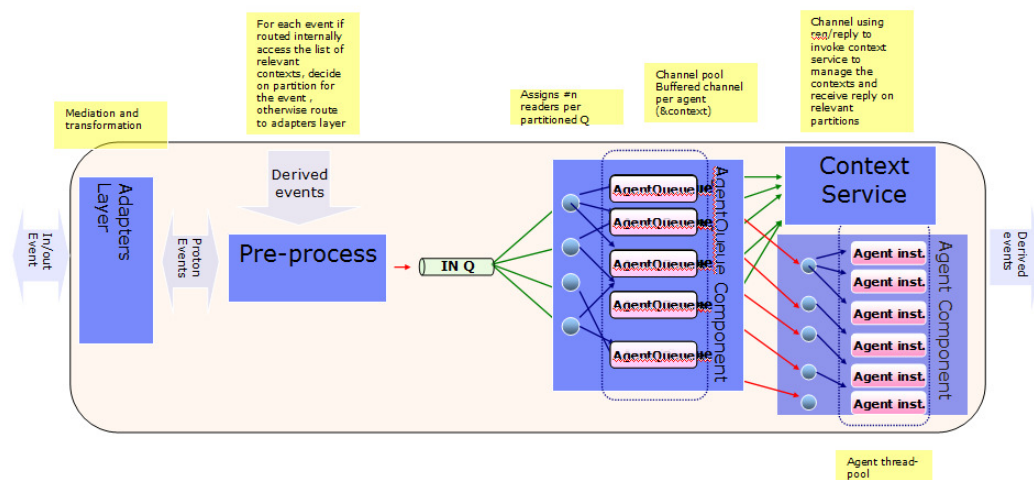 For each event if
routed internally
access the list of
relevant
contexts, decide
on partition for
the event ,
otherwise route
to adapters layer
Channel using
req/reply to
invoke context
service to
manage the
contexts and
receive reply on
relevant
partitions
Channel pool
Buffered channel
per agent
(&context)
Assigns #n
readers per
partitioned Q
Mediation and
transformation
Adapters
Layer
Derived
events
Pre-process
In/out
Event
Proton
Events
IN Q
AgentQueue
AgentQueue
AgentQueue
AgentQueue
AgentQueue
AgentQueue Component
Context
Service
Agent inst.
Agent inst.
Agent inst.
Agent inst.
Agent inst.
Agent inst.
Agent Component
Derived
events
Agent thread-
pool